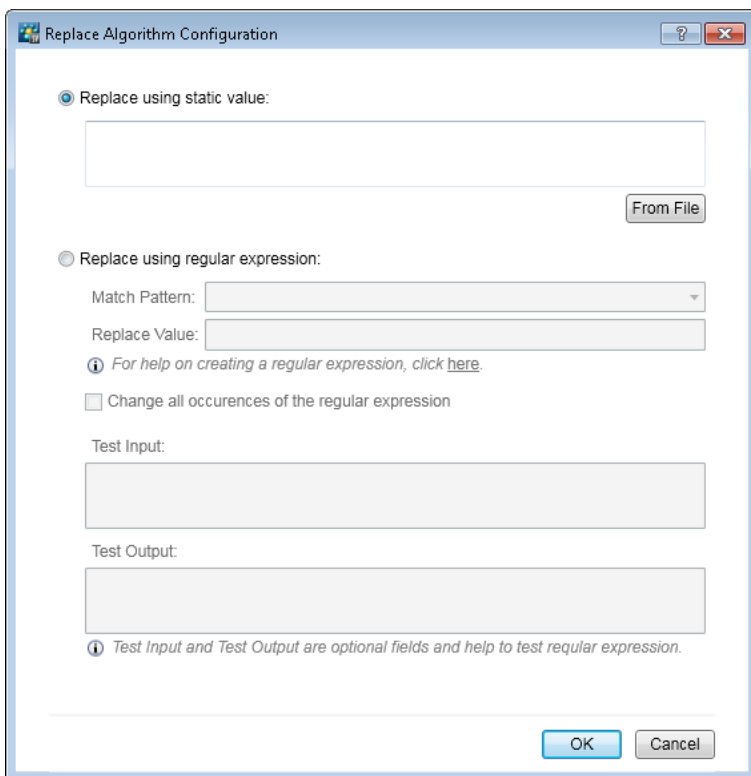 Replace Algorithm Configuration
?
Replace using static value:
From File
Replace using regular expression:
Match Pattern:
Replace Value:
For help on creating a regular expression, click here.
Change all occurences of the regular expression
Test Input:
Test Output:
Test Input and Test Output are optional fields and help to test reqular expression.
OK Cancel